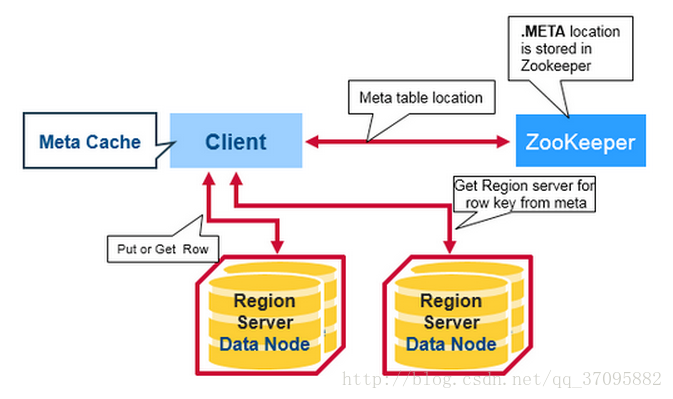 .META location
is stored in
Zookeeper
Meta table location
Meta Cache
Client
ZooKeeper
Get Region server for
row key from meta
Put or Get Row
Region
Server
Data Node
Region
Server
Data Node
http://blog.csdn.net/qq_37095882